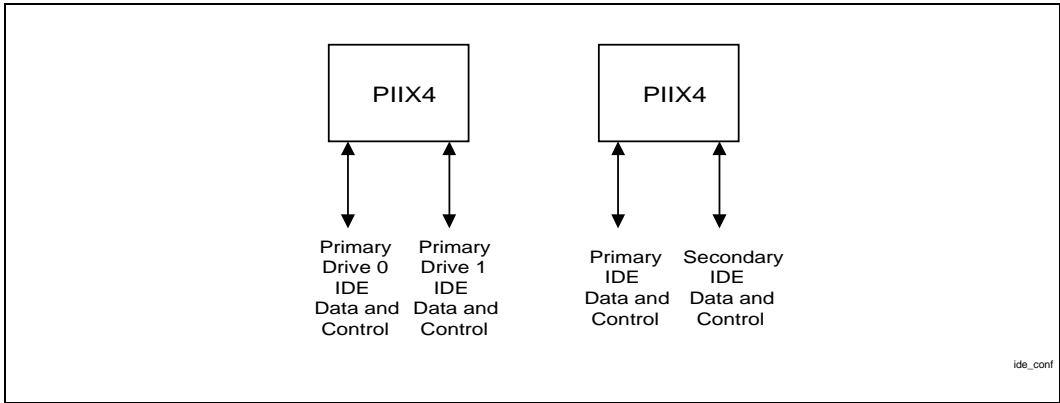 PIIX4
PIIX4
Primary
Drive 0
IDE
Data and
Control
Primary
Drive 1
IDE
Data and
Control
Primary
IDE
Data and
Control
Secondary
IDE
Data and
Control
ide_conf